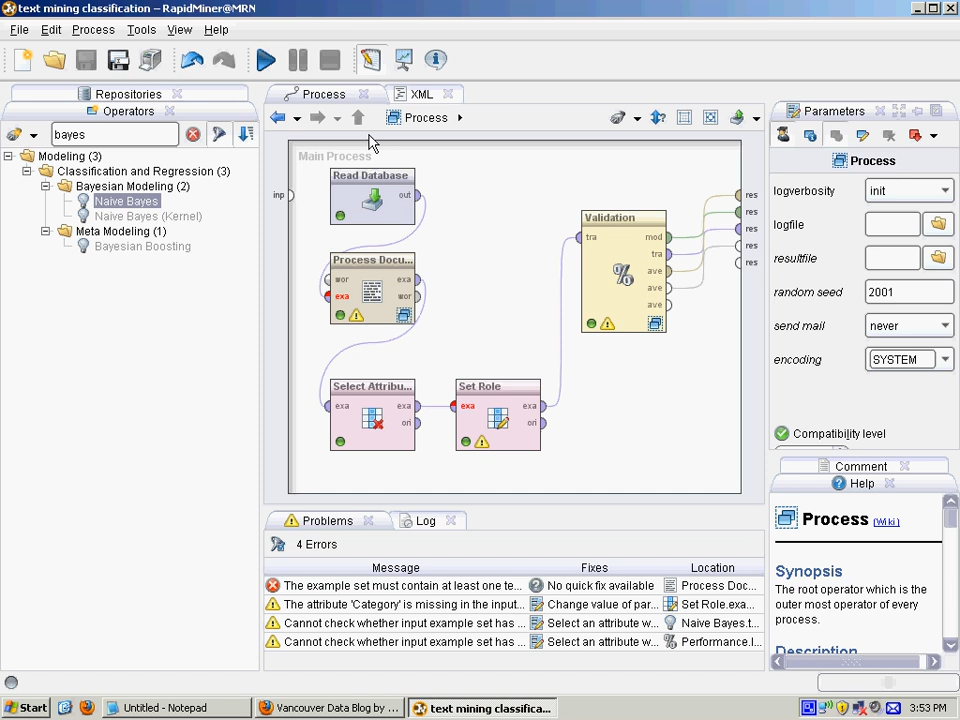 text mining classification – RapidMiner@MRN
File Edit Process Tools View Help
Repositories
Operators
bayes
Modeling (3)
Classification and Regression (3)
Bayesian Modeling (2)
Naive Bayes
Naive Bayes (Kernel)
Meta Modeling (1)
Bayesian Boosting
Process XML
Process
Main Process
inp
Read Database
out
Process Docu...
wor exa
exa wor
Select Attribu...
exa exa
ori
Set Role
exa exa
ori
Validation
tra mod
tra
ave
ave
ave
res
res
res
res
res
Problems Log
4 Errors
Message Fixes Location
The example set must contain at least one te... No quick fix available Process Doc...
The attribute 'Category' is missing in the input... Change value of par... Set Role.exa...
Cannot check whether input example set has ... Select an attribute w... Naive Bayes.t...
Cannot check whether input example set has ... Select an attribute w... Performance.l...
Parameters
Process
logverbosity init
logfile
resultfile
random seed 2001
send mail never
encoding SYSTEM
Compatibility level
Comment
Help
Process (Wiki)
Synopsis
The root operator which is the
outer most operator of every
process.
Description
Start Untitled - Notepad Vancouver Data Blog by ... text mining classifica... 3:53 PM